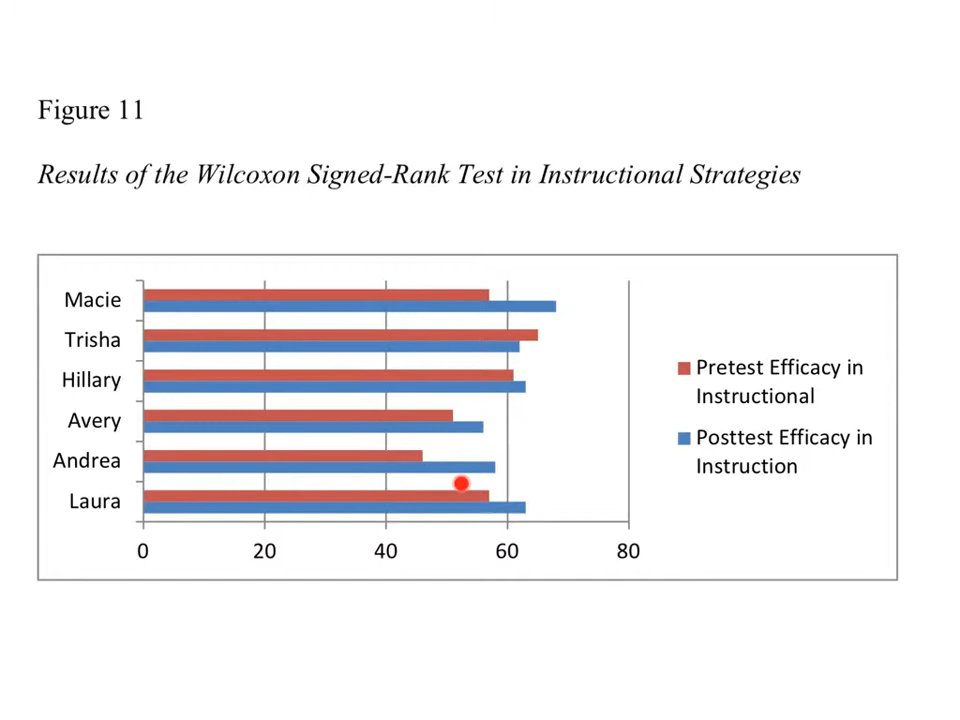 Figure 11
Results of the Wilcoxon Signed-Rank Test in Instructional Strategies
Macie
Trisha
Hillary
Avery
Andrea
Laura
0 20 40 60 80
Pretest Efficacy in
Instructional
Posttest Efficacy in
Instruction